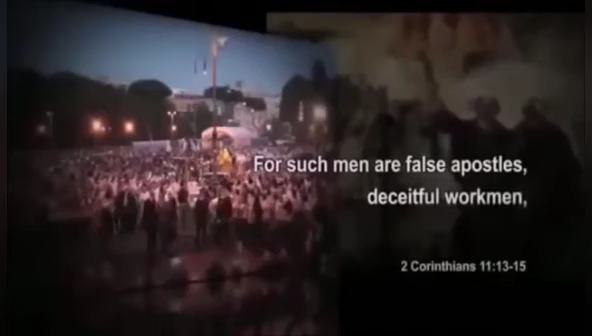 For such men are false apostles,
deceitful workmen,
2 Corinthians 11:13-15